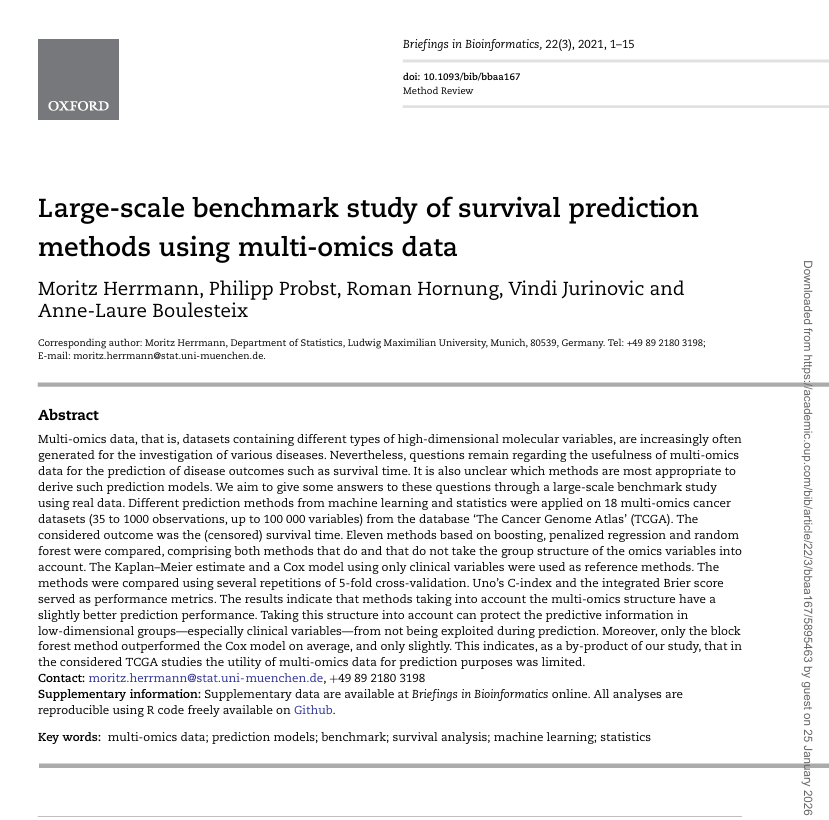 OXFORD
Briefings in Bioinformatics, 22(3), 2021, 1–15
doi: 10.1093/bib/bbaa167
Method Review
Large-scale benchmark study of survival prediction
methods using multi-omics data
Moritz Herrmann, Philipp Probst, Roman Hornung, Vindi Jurinovic and
Anne-Laure Boulesteix
Corresponding author: Moritz Herrmann, Department of Statistics, Ludwig Maximilian University, Munich, 80539, Germany. Tel: +49 89 2180 3198;
E-mail: moritz.herrmann@stat.uni-muenchen.de.
Abstract
Multi-omics data, that is, datasets containing different types of high-dimensional molecular variables, are increasingly often
generated for the investigation of various diseases. Nevertheless, questions remain regarding the usefulness of multi-omics
data for the prediction of disease outcomes such as survival time. It is also unclear which methods are most appropriate to
derive such prediction models. We aim to give some answers to these questions through a large-scale benchmark study
using real data. Different prediction methods from machine learning and statistics were applied on 18 multi-omics cancer
datasets (35 to 1000 observations, up to 100 000 variables) from the database ‘The Cancer Genome Atlas’ (TCGA). The
considered outcome was the (censored) survival time. Eleven methods based on boosting, penalized regression and random
forest were compared, comprising both methods that do and that do not take the group structure of the omics variables into
account. The Kaplan–Meier estimate and a Cox model using only clinical variables were used as reference methods. The
methods were compared using several repetitions of 5-fold cross-validation. Uno’s C-index and the integrated Brier score
served as performance metrics. The results indicate that methods taking into account the multi-omics structure have a
slightly better prediction performance. Taking this structure into account can protect the predictive information in
low-dimensional groups—especially clinical variables—from not being exploited during prediction. Moreover, only the block
forest method outperformed the Cox model on average, and only slightly. This indicates, as a by-product of our study, that in
the considered TCGA studies the utility of multi-omics data for prediction purposes was limited.
Contact: moritz.herrmann@stat.uni-muenchen.de, +49 89 2180 3198
Supplementary information: Supplementary data are available at Briefings in Bioinformatics online. All analyses are
reproducible using R code freely available on Github.
Key words: multi-omics data; prediction models; benchmark; survival analysis; machine learning; statistics
Downloaded from https://academic.oup.com/bib/article/22/3/bbaa167/5895463 by guest on 25 January 2026